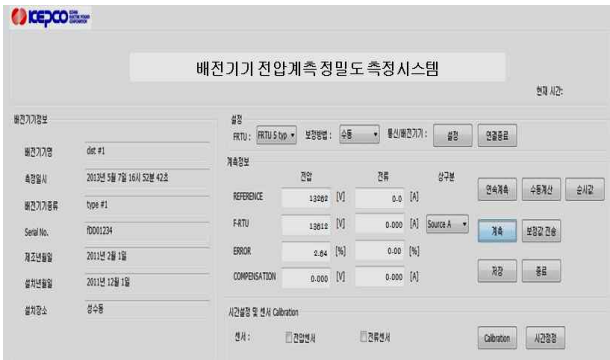 KEPCO
배전기기 전압계측 정밀도 측정시스템
현재 시간:
배전기기정보
배전기기명 dst #1
측정일시 2013년 5월 7일 16시 52분 42초
배전기기종류 type #1
Serial No. fDD01234
제조년월일 2011년 2월 1일
설치년월일 2011년 12월 1일
설치장소 성수동
설정
FRTU : FRTU S typ 보정방법 : 수동 통신/배전기기 : 설정 연결종료
계측정보
전압 전류 상구분
REFERENCE 13262 [V] 0.0 [A] 연속계측 수동계산 순시값
F-RTU 13612 [V] 0.000 [A] Source A 계측 보정값 전송
ERROR 2.64 [%] 0.00 [%]
COMPENSATION 0.000 [V] 0.000 [A] 저장 종료
시간설정 및 센서 Calibration
센서 : 전압센서 전류센서 Calibration 시간설정